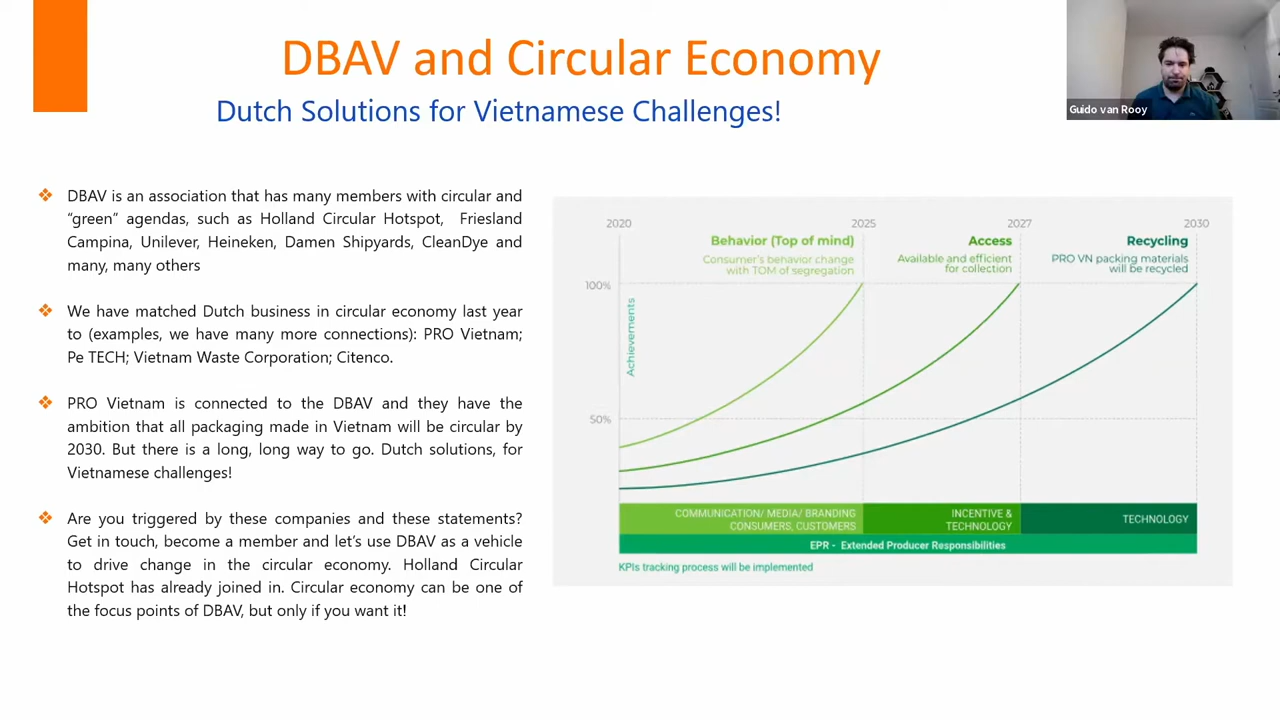 DBAV and Circular Economy
Dutch Solutions for Vietnamese Challenges!
Guido van Rooy
❖ DBAV is an association that has many members with circular and
“green” agendas, such as Holland Circular Hotspot, Friesland
Campina, Unilever, Heineken, Damen Shipyards, CleanDye and
many, many others
❖ We have matched Dutch business in circular economy last year
to (examples, we have many more connections): PRO Vietnam;
Pe TECH; Vietnam Waste Corporation; Citenco.
❖ PRO Vietnam is connected to the DBAV and they have the
ambition that all packaging made in Vietnam will be circular by
2030. But there is a long, long way to go. Dutch solutions, for
Vietnamese challenges!
❖ Are you triggered by these companies and these statements?
Get in touch, become a member and let’s use DBAV as a vehicle
to drive change in the circular economy. Holland Circular
Hotspot has already joined in. Circular economy can be one of
the focus points of DBAV, but only if you want it!
2020 2025 2027 2030
Behavior (Top of mind)
Consumer's behavior change
with TOM of segregation
Access
Available and efficient
for collection
Recycling
PRO VN packing materials
will be recycled
100%
Achievements
50%
COMMUNICATION/ MEDIA/ BRANDING
CONSUMERS, CUSTOMERS
INCENTIVE &
TECHNOLOGY
TECHNOLOGY
EPR - Extended Producer Responsibilities
KPIs tracking process will be implemented